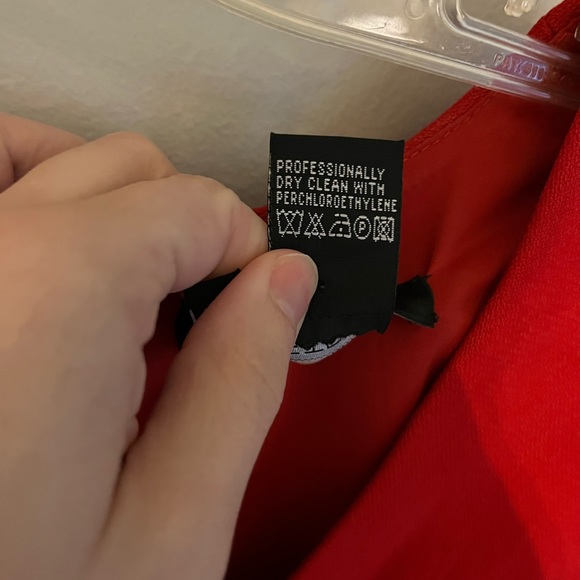 PROFESSIONALLY
DRY CLEAN WITH
PERCHLOROETHYLENE
P